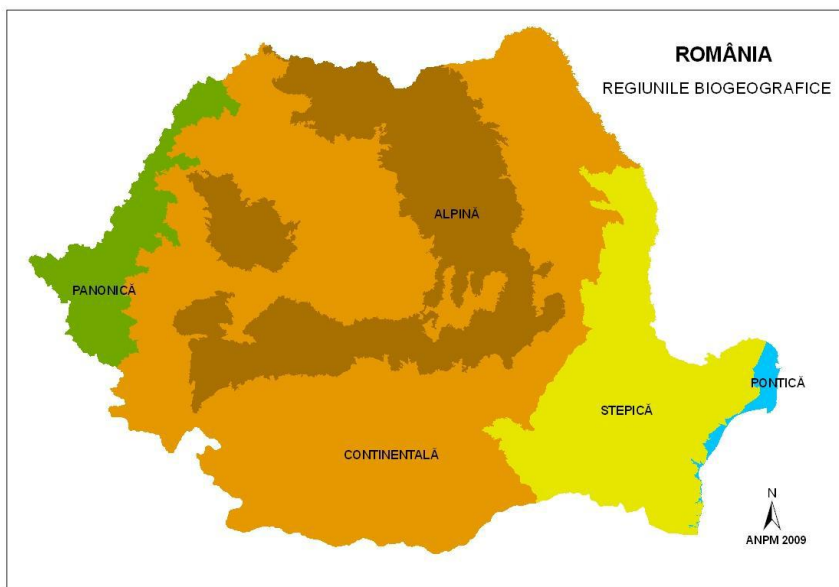 ROMÂNIA
REGIUNILE BIOGEOGRAFICE
ALPINĂ
PANONICĂ
PONTICĂ
STEPICĂ
CONTINENTALĂ
N
ANPM 2009